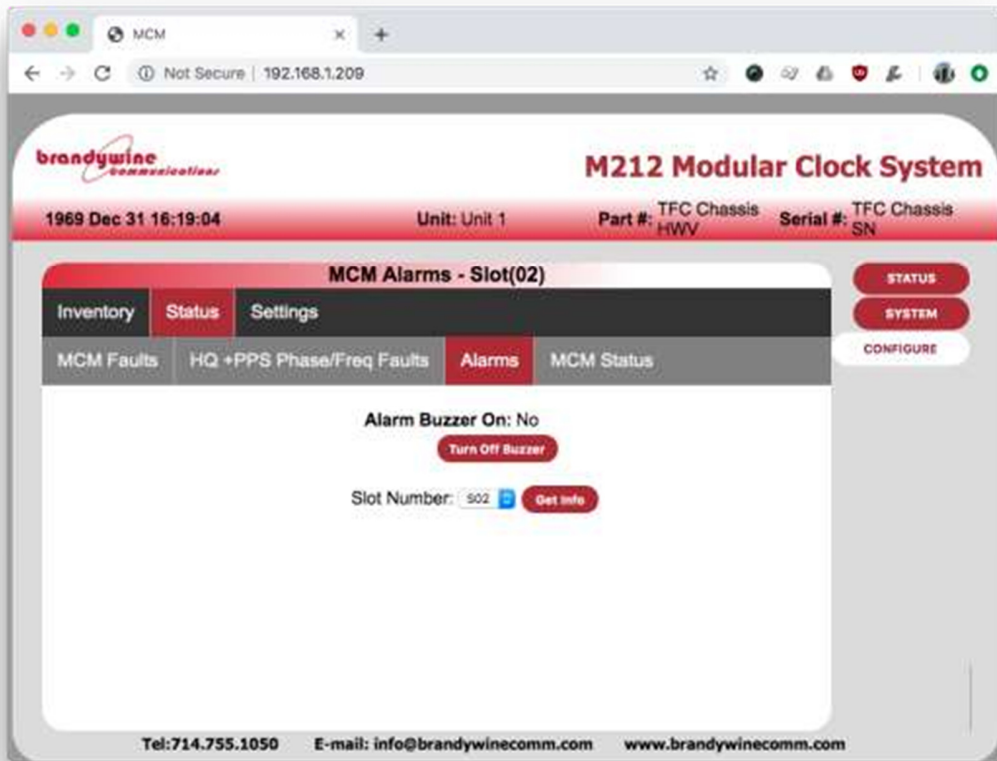 MCM
Not Secure | 192.168.1.209
brandywine
communications
M212 Modular Clock System
1969 Dec 31 16:19:04 Unit: Unit 1 Part #: TFC Chassis HWV Serial #: TFC Chassis SN
MCM Alarms - Slot(02)
STATUS
SYSTEM
CONFIGURE
Inventory Status Settings
MCM Faults HQ +PPS Phase/Freq Faults Alarms MCM Status
Alarm Buzzer On: No
Turn Off Buzzer
Slot Number: S02 Get Info
Tel:714.755.1050 E-mail: info@brandywinecomm.com www.brandywinecomm.com